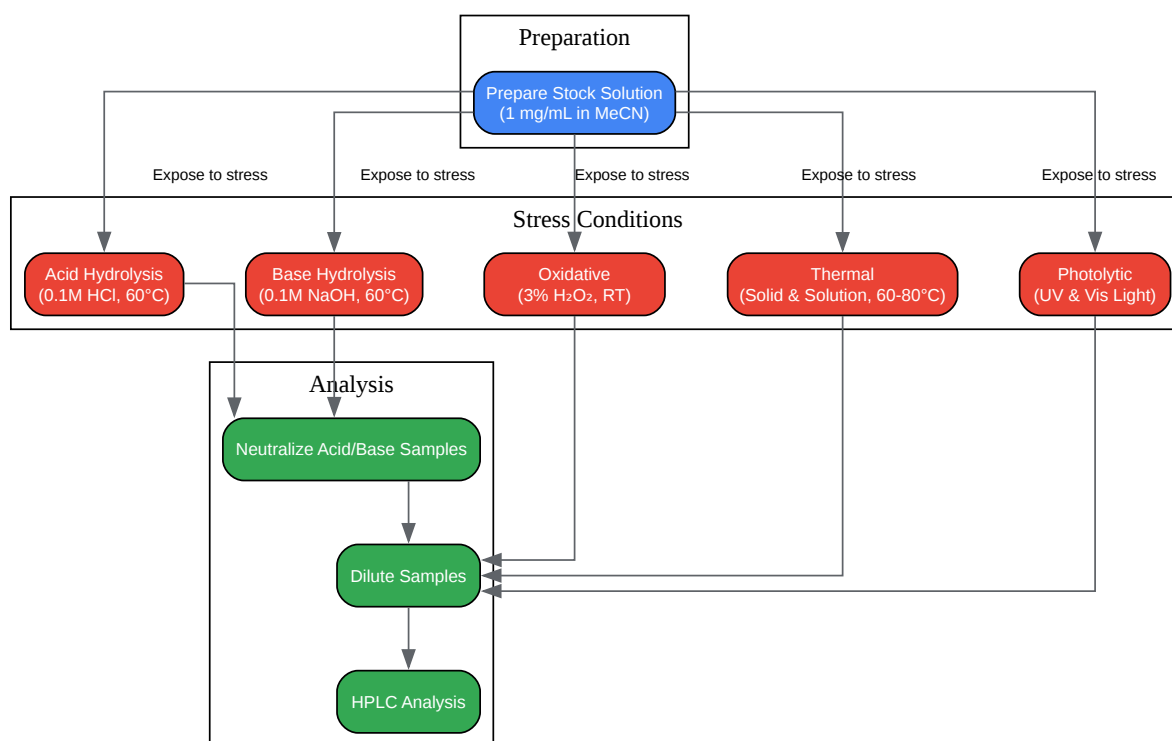 Preparation
Prepare Stock Solution
(1 mg/mL in MeCN)
Expose to stress
Expose to stress
Expose to stress
Expose to stress
Expose to stress
Stress Conditions
Acid Hydrolysis
(0.1M HCl, 60°C)
Base Hydrolysis
(0.1M NaOH, 60°C)
Oxidative
(3% H₂O₂, RT)
Thermal
(Solid & Solution, 60-80°C)
Photolytic
(UV & Vis Light)
Analysis
Neutralize Acid/Base Samples
Dilute Samples
HPLC Analysis